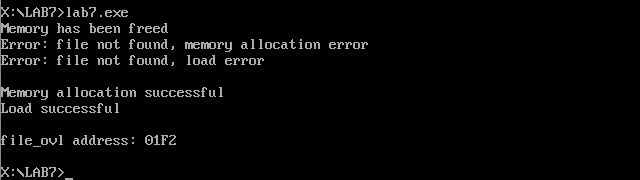 X:\LAB7>lab7.exe
Memory has been freed
Error: file not found, memory allocation error
Error: file not found, load error
Memory allocation successful
Load successful
file_ovl address: 01F2
X:\LAB7>_